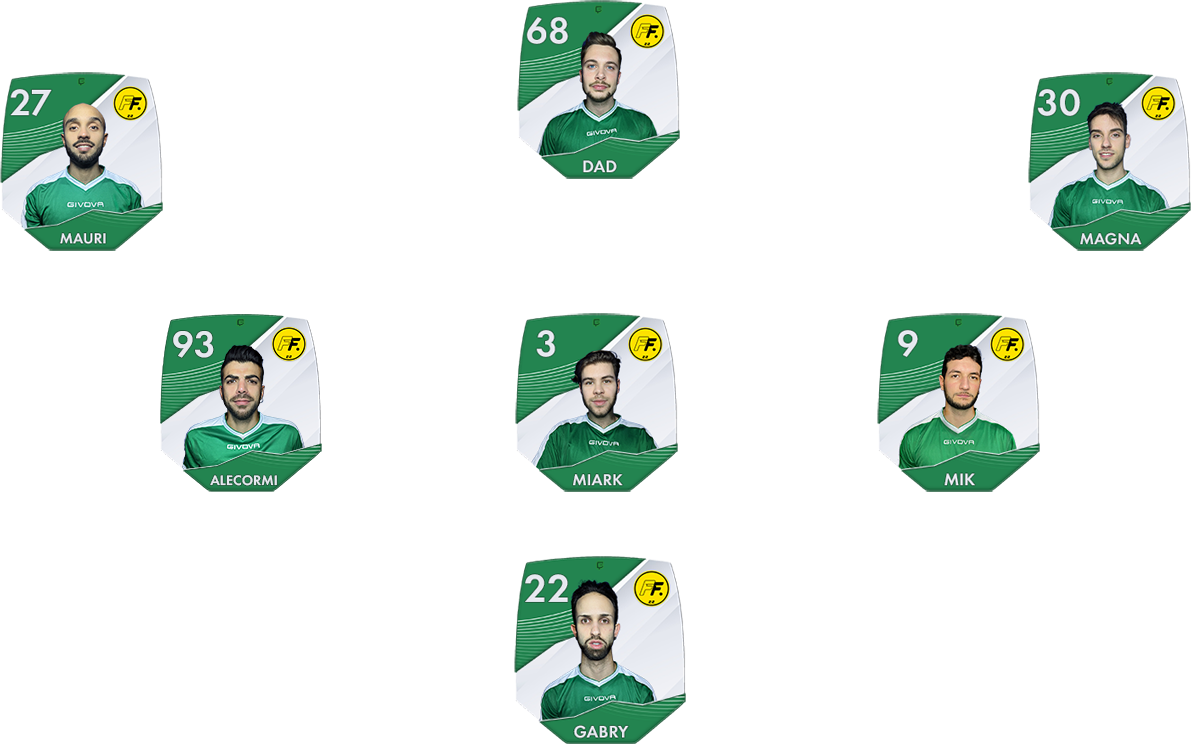 68
FF.
GIVOVA
DAD
27
FF.
GIVOVA
MAURI
30
FF.
GIVOVA
MAGNA
93
FF.
GIVOVA
ALECORMI
3
FF.
GIVOVA
MIARK
9
FF.
GIVOVA
MIK
22
FF.
GIVOVA
GABRY